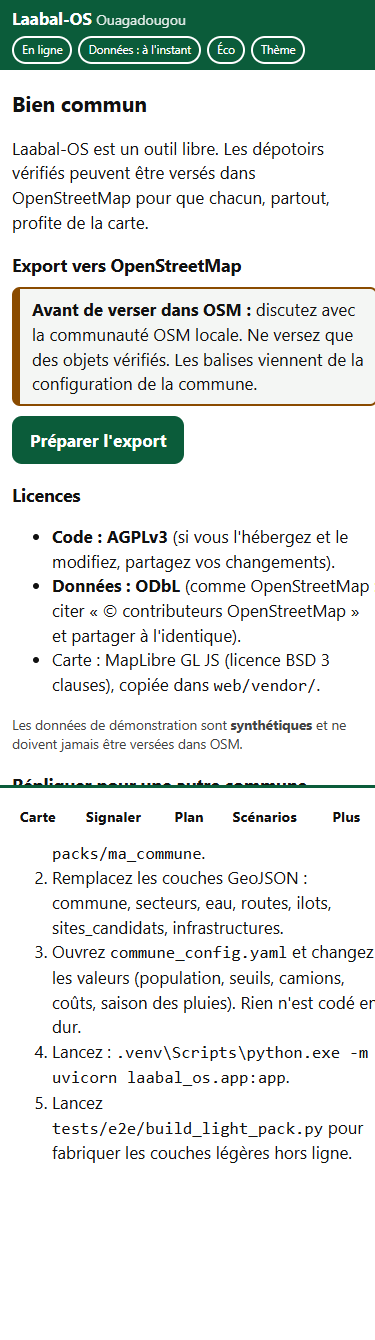 Laabal-OS Ouagadougou
En ligne
Données : à l'instant
Éco
Thème
Bien commun
Laabal-OS est un outil libre. Les dépotoirs
vérifiés peuvent être versés dans
OpenStreetMap pour que chacun, partout,
profite de la carte.
Export vers OpenStreetMap
Avant de verser dans OSM : discutez avec
la communauté OSM locale. Ne versez que
des objets vérifiés. Les balises viennent de la
configuration de la commune.
Préparer l'export
Licences
• Code : AGPLv3 (si vous l'hébergez et le
modifiez, partagez vos changements).
• Données : ODbL (comme OpenStreetMap
citer « © contributeurs OpenStreetMap »
et partager à l'identique).
• Carte : MapLibre GL JS (licence BSD 3
clauses), copiée dans web/vendor/.
Les données de démonstration sont synthétiques et ne
doivent jamais être versées dans OSM.
Répliquer pour une autre commune
Carte
Signaler
Plan
Scénarios
Plus
packs/ma_commune.
2. Remplacez les couches GeoJSON :
commune, secteurs, eau, routes, ilots,
sites_candidats, infrastructures.
3. Ouvrez commune_config.yaml et changez
les valeurs (population, seuils, camions,
coûts, saison des pluies). Rien n'est codé en
dur.
4. Lancez : .venv\Scripts\python.exe -m
uvicorn laabal_os.app:app.
5. Lancez
tests/e2e/build_light_pack.py pour
fabriquer les couches légères hors ligne.